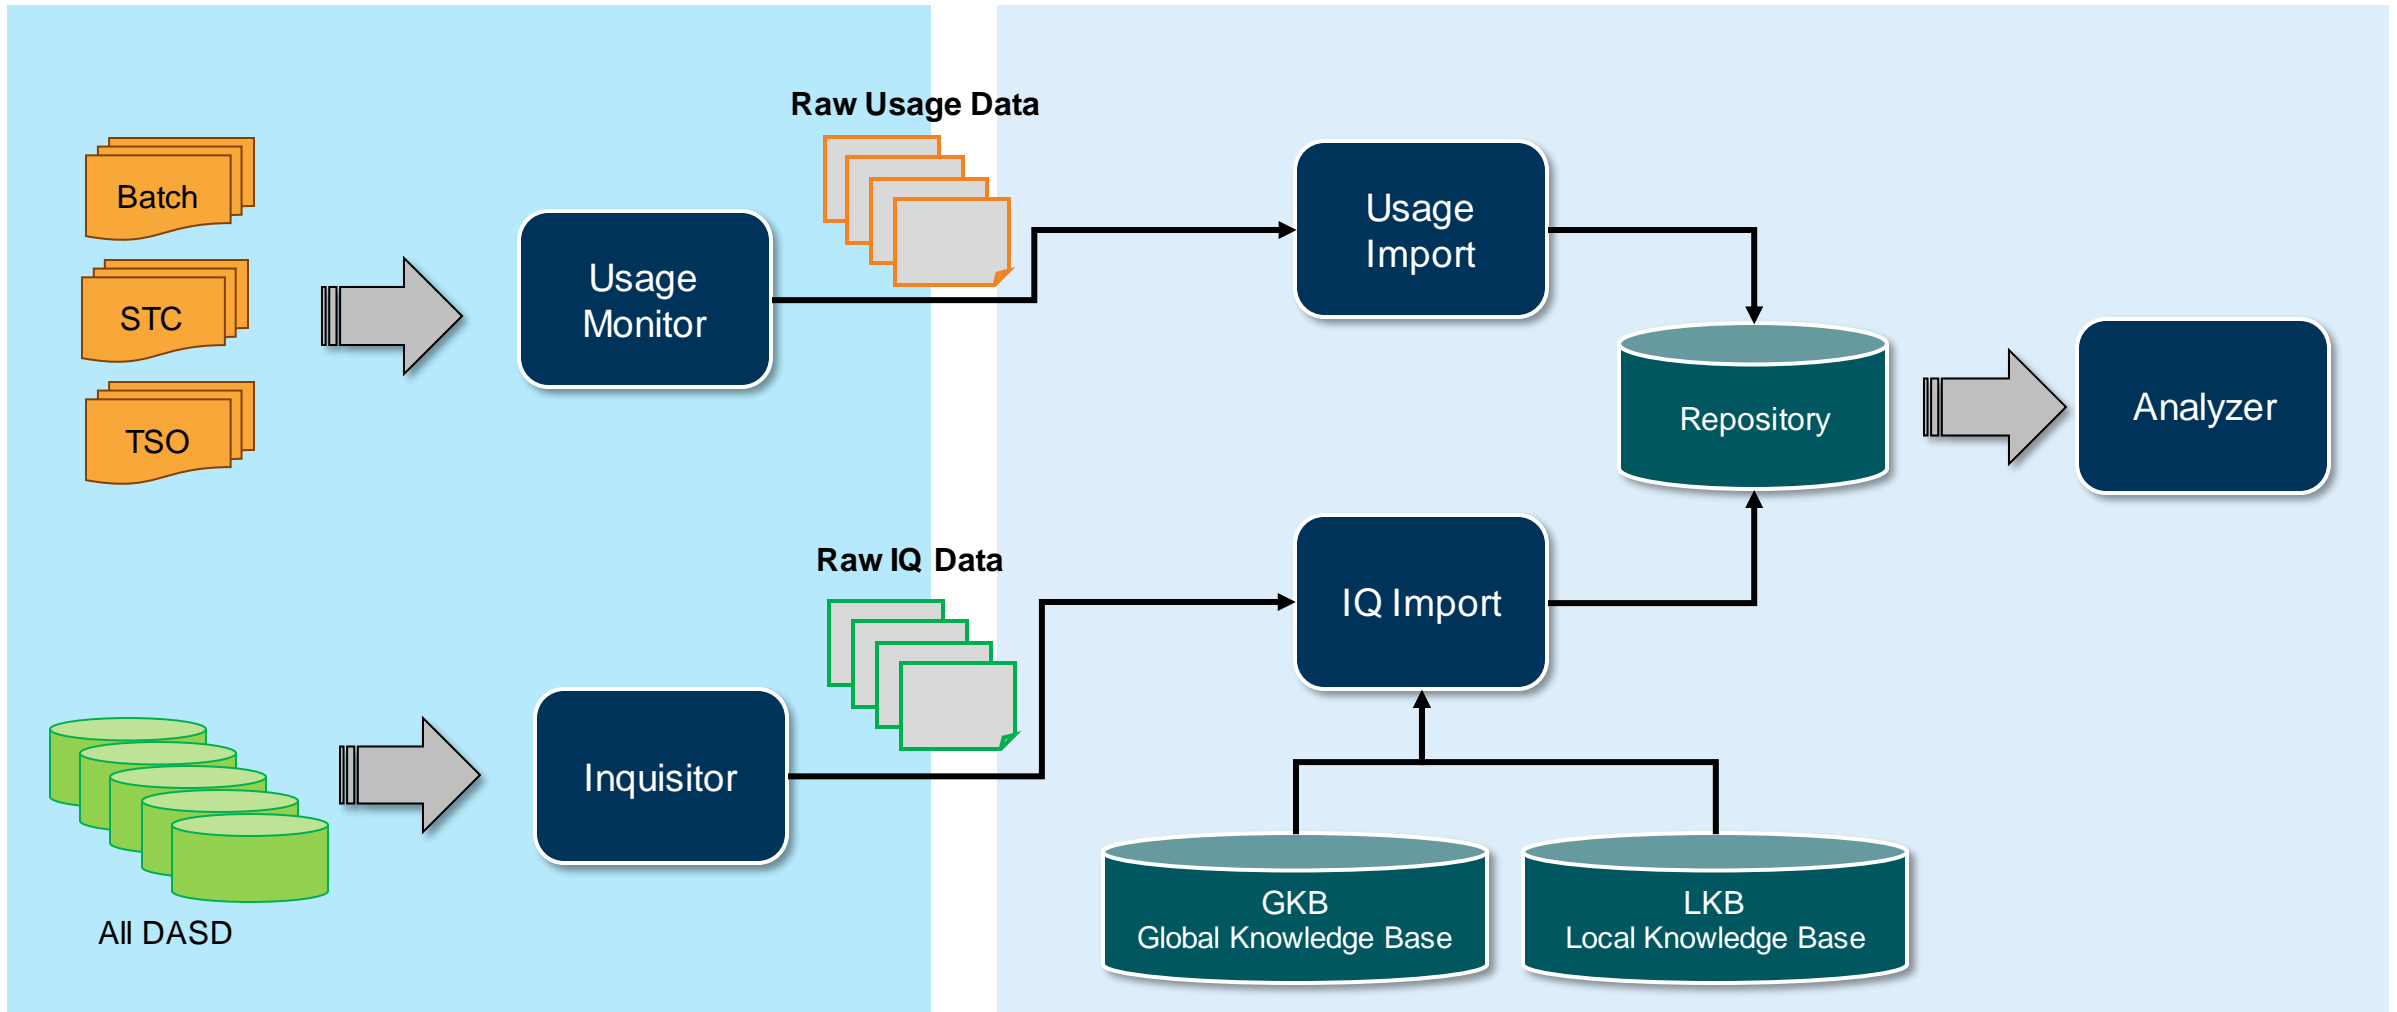 Raw Usage Data
Batch
STC
TSO
Usage
Monitor
Usage
Import
Repository
Analyzer
Raw IQ Data
IQ Import
Inquisitor
All DASD
GKB
Global Knowledge Base
LKB
Local Knowledge Base